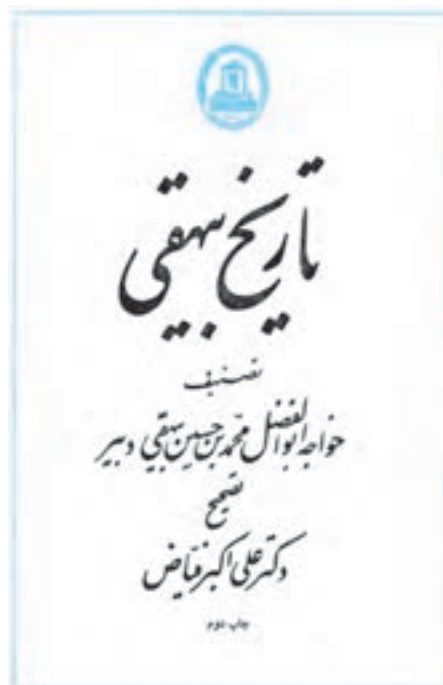 تاریخ بیهقی
تصنیف
خواجه ابوالفضل محمد بن حسین بیهقی دبیر
تصحیح
دکتر علی اکبر فیاض
چاپ دوم